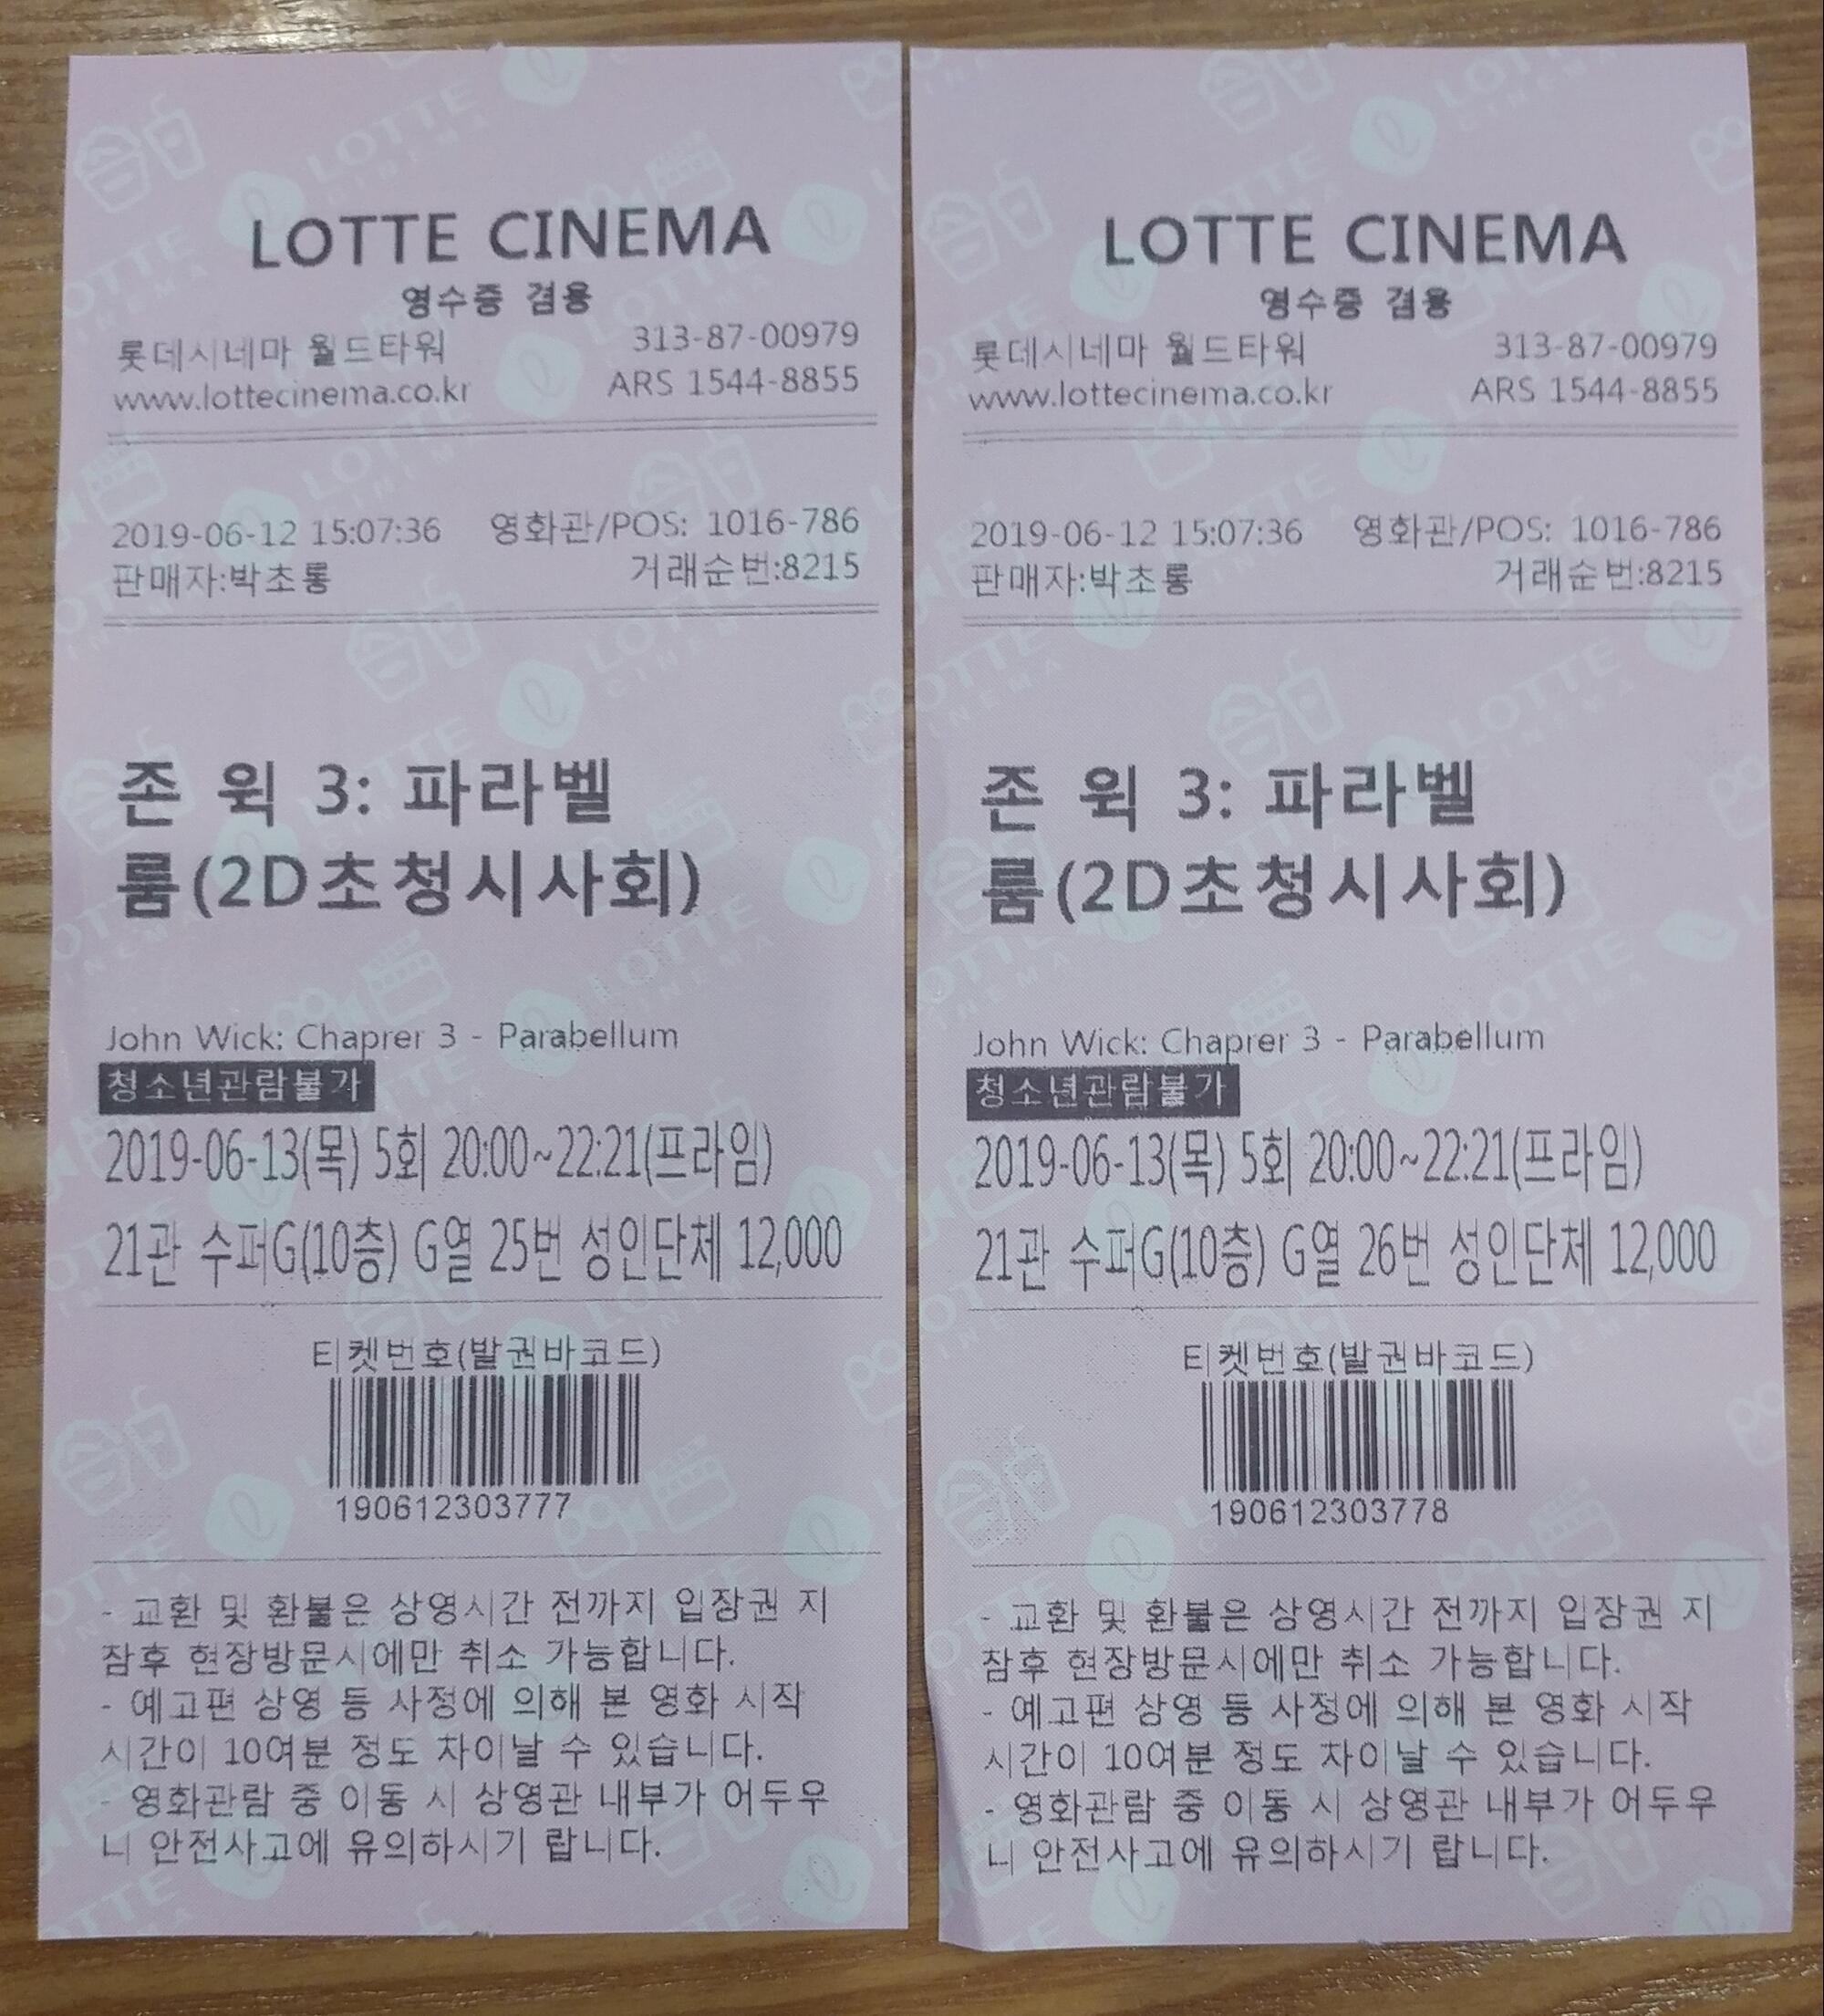 LOTTE CINEMA
영수증 겸용
롯데시네마 월드타워 313-87-00979
www.lottecinema.co.kr ARS 1544-8855
2019-06-12 15:07:36 영화관/POS: 1016-786
판매자:박초롱 거래순번:8215
존 윅 3: 파라벨
룸(2D초청시사회)
John Wick: Chaprer 3 - Parabellum
청소년관람불가
2019-06-13(목) 5회 20:00~22:21(프라임)
21관 수퍼G(10층) G열 25번 성인단체 12,000
티켓번호(발권바코드)
190612303777
- 교환 및 환불은 상영시간 전까지 입장권 지
참후 현장방문시에만 취소 가능합니다.
- 예고편 상영 등 사정에 의해 본 영화 시작
시간이 10여분 정도 차이날 수 있습니다.
- 영화관람 중 이동 시 상영관 내부가 어두우
니 안전사고에 유의하시기 랍니다.
LOTTE CINEMA
영수증 겸용
롯데시네마 월드타워 313-87-00979
www.lottecinema.co.kr ARS 1544-8855
2019-06-12 15:07:36 영화관/POS: 1016-786
판매자:박초롱 거래순번:8215
존 윅 3: 파라벨
룸(2D초청시사회)
John Wick: Chaprer 3 - Parabellum
청소년관람불가
2019-06-13(목) 5회 20:00~22:21(프라임)
21관 수퍼G(10층) G열 26번 성인단체 12,000
티켓번호(발권바코드)
190612303778
- 교환 및 환불은 상영시간 전까지 입장권 지
참후 현장방문시에만 취소 가능합니다.
- 예고편 상영 등 사정에 의해 본 영화 시작
시간이 10여분 정도 차이날 수 있습니다.
- 영화관람 중 이동 시 상영관 내부가 어두우
니 안전사고에 유의하시기 랍니다.